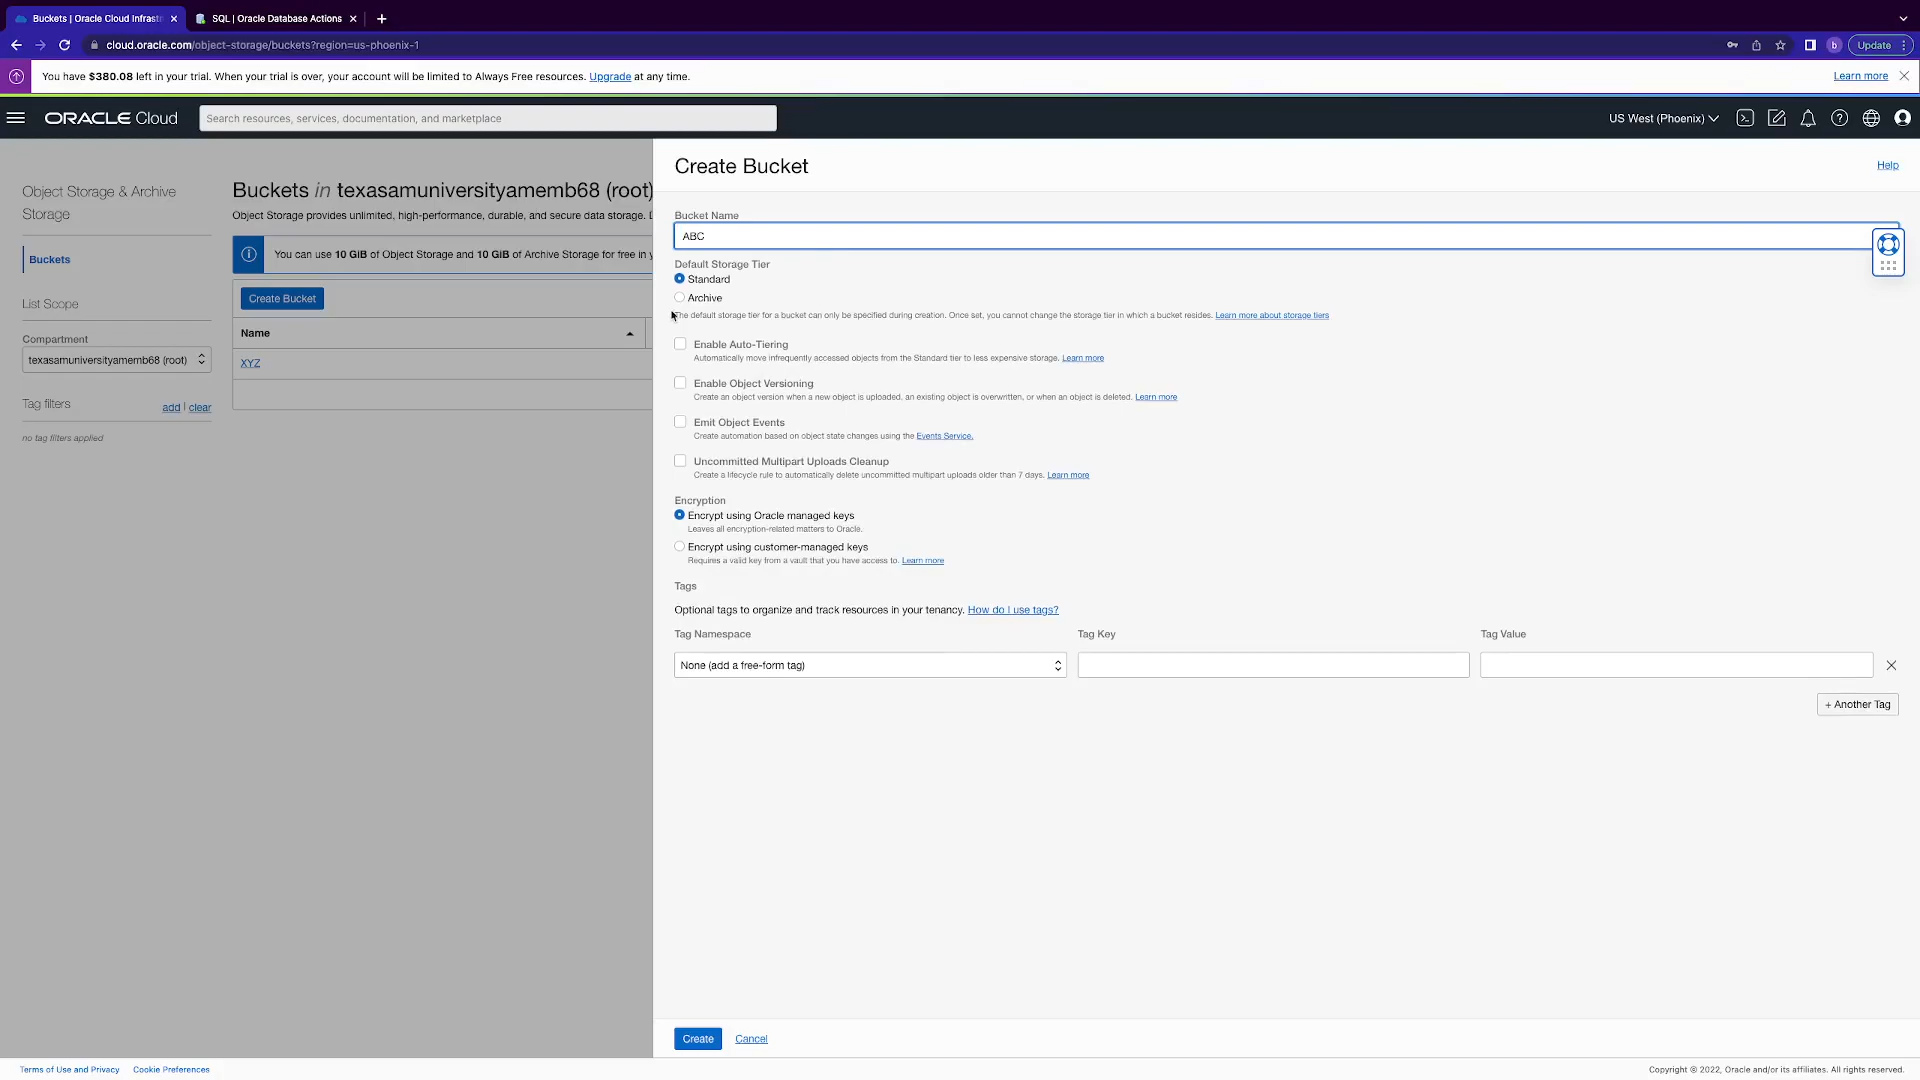 Buckets | Oracle Cloud Infrastr
SQL | Oracle Database Actions
cloud.oracle.com/object-storage/buckets?region=us-phoenix-1
b
Update
You have $380.08 left in your trial. When your trial is over, your account will be limited to Always Free resources. Upgrade at any time.
Learn more
ORACLE Cloud
Search resources, services, documentation, and marketplace
US West (Phoenix)
Object Storage & Archive
Storage
Buckets
List Scope
Compartment
texasamuniversityamemb68 (root)
Tag filters
add | clear
no tag filters applied
Buckets in texasamuniversityamemb68 (root)
Object Storage provides unlimited, high-performance, durable, and secure data storage.
You can use 10 GiB of Object Storage and 10 GiB of Archive Storage for free in
Create Bucket
Name
XYZ
Create Bucket
Help
Bucket Name
ABC
Default Storage Tier
Standard
Archive
The default storage tier for a bucket can only be specified during creation. Once set, you cannot change the storage tier in which a bucket resides. Learn more about storage tiers
Enable Auto-Tiering
Automatically move infrequently accessed objects from the Standard tier to less expensive storage. Learn more
Enable Object Versioning
Create an object version when a new object is uploaded, an existing object is overwritten, or when an object is deleted. Learn more
Emit Object Events
Create automation based on object state changes using the Events Service.
Uncommitted Multipart Uploads Cleanup
Create a lifecycle rule to automatically delete uncommitted multipart uploads older than 7 days. Learn more
Encryption
Encrypt using Oracle managed keys
Leaves all encryption-related matters to Oracle.
Encrypt using customer-managed keys
Requires a valid key from a vault that you have access to. Learn more
Tags
Optional tags to organize and track resources in your tenancy. How do I use tags?
Tag Namespace
Tag Key
Tag Value
None (add a free-form tag)
+ Another Tag
Create
Cancel
Terms of Use and Privacy
Cookie Preferences
Copyright © 2022, Oracle and/or its affiliates. All rights reserved.